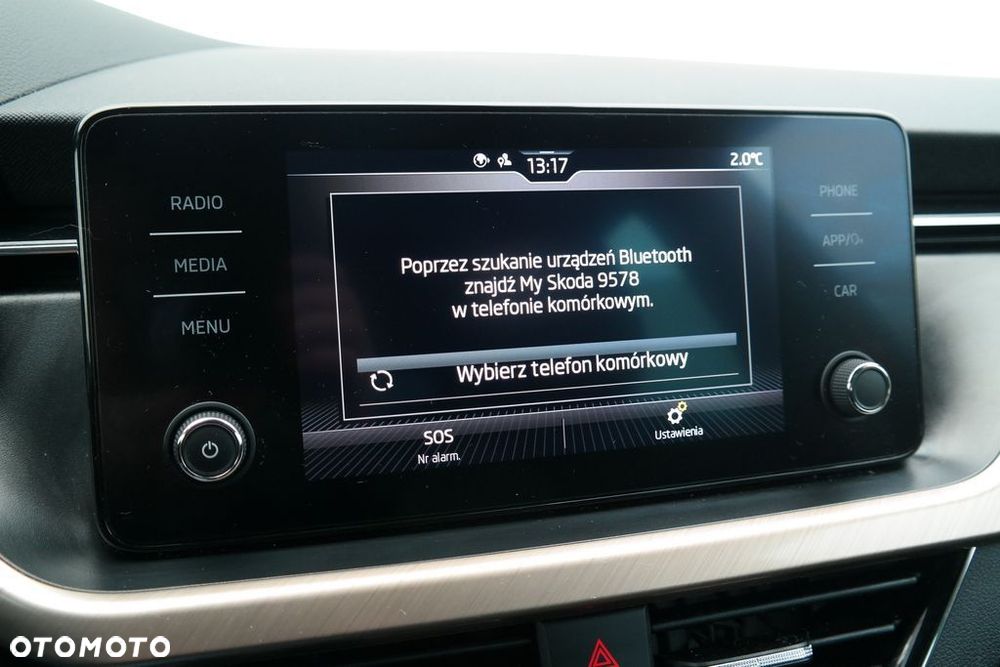 13:17
2.0°C
RADIO
MEDIA
MENU
Poprzez szukanie urządzeń Bluetooth
znajdź My Skoda 9578
w telefonie komórkowym.
Wybierz telefon komórkowy
SOS
Nr alarm.
Ustawienia
PHONE
APP/
CAR
OTOMOTO